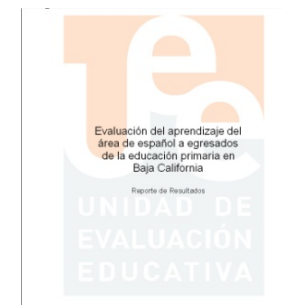 Evaluación del aprendizaje del
área de español a egresados
de la educación primaria en
Baja California
Reporte de Resultados
uee
UNIDAD DE
EVALUACIÓN
EDUCATIVA